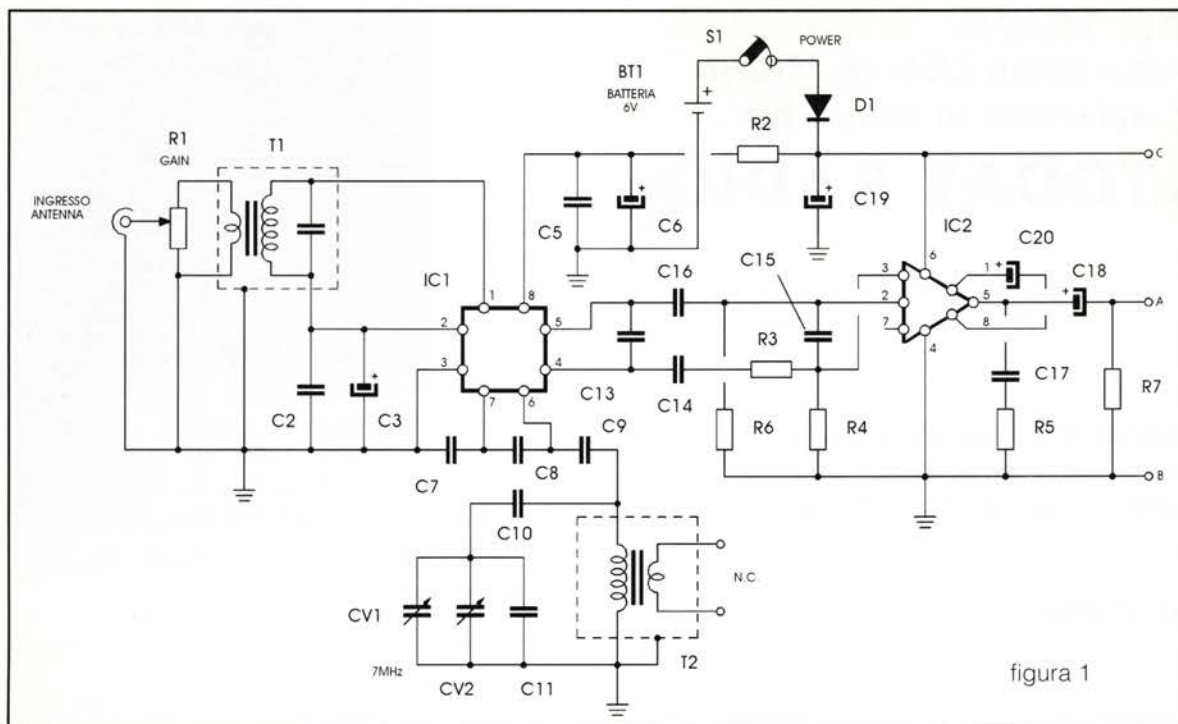 S1
POWER
BT1
BATTERIA
6V
+
D1
R1
GAIN
T1
R2
C
INGRESSO
ANTENNA
+
C5
C6
+
C19
IC2
C20
C16
C15
6
3
1
+
C18
+
IC1
1
8
2
5
A
2
5
7
8
R3
4
3
4
C13
C14
C17
R7
7
6
C2
+
C3
C9
R6
R4
R5
C7
C8
B
C10
N.C.
CV1
7MHz
CV2
C11
T2
figura 1